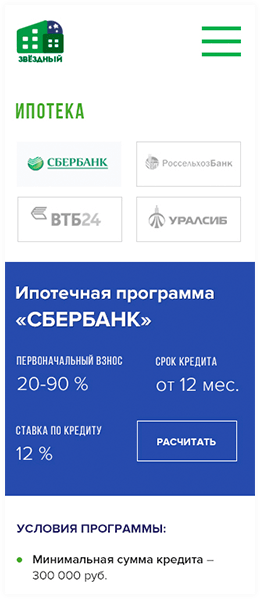 ЗВЁЗДНЫЙ
ИПОТЕКА
СБЕРБАНК
РоссельхозБанк
ВТБ24
УРАЛСИБ
Ипотечная программа
«СБЕРБАНК»
ПЕРВОНАЧАЛЬНЫЙ ВЗНОС
СРОК КРЕДИТА
20-90 %
от 12 мес.
СТАВКА ПО КРЕДИТУ
12 %
РАСЧИТАТЬ
УСЛОВИЯ ПРОГРАММЫ:
Минимальная сумма кредита –
300 000 руб.